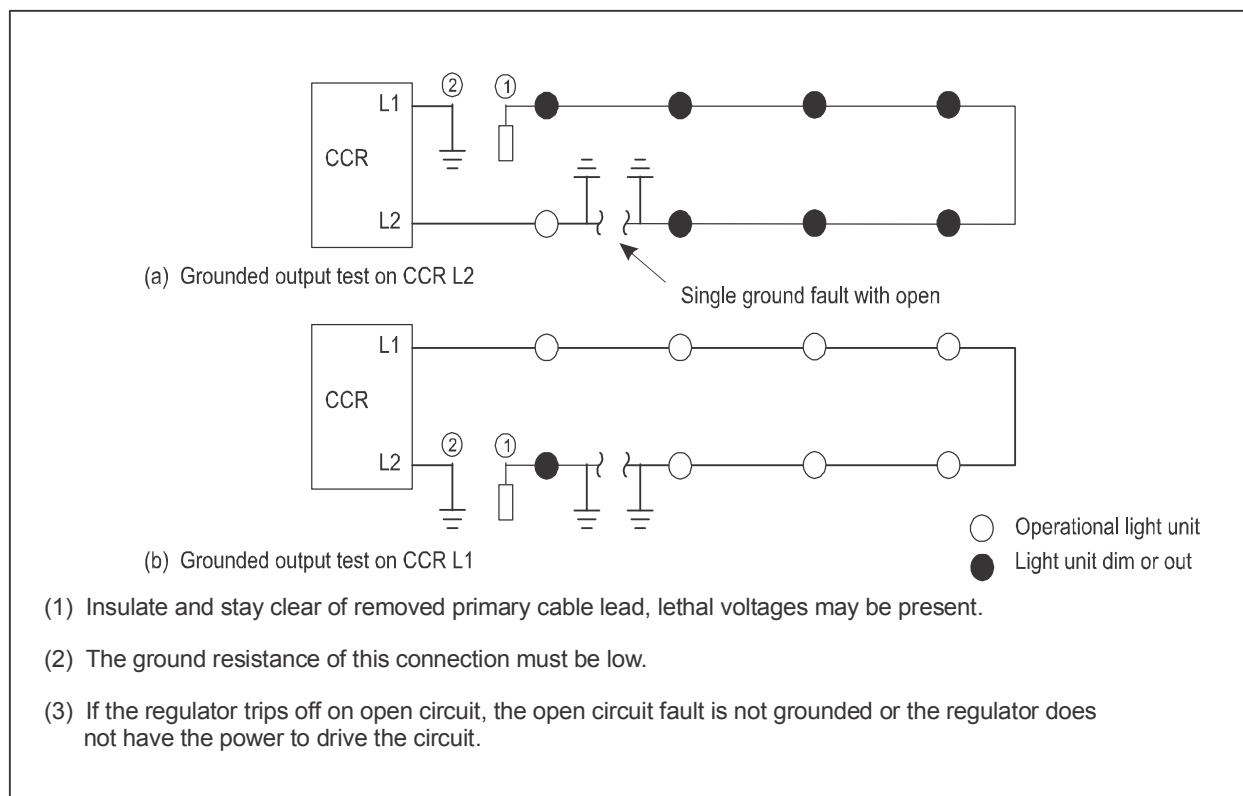 ② ①
L1
CCR
L2
(a) Grounded output test on CCR L2
Single ground fault with open
L1
CCR
② ①
L2
Operational light unit
(b) Grounded output test on CCR L1
Light unit dim or out
(1) Insulate and stay clear of removed primary cable lead, lethal voltages may be present.
(2) The ground resistance of this connection must be low.
(3) If the regulator trips off on open circuit, the open circuit fault is not grounded or the regulator does
not have the power to drive the circuit.